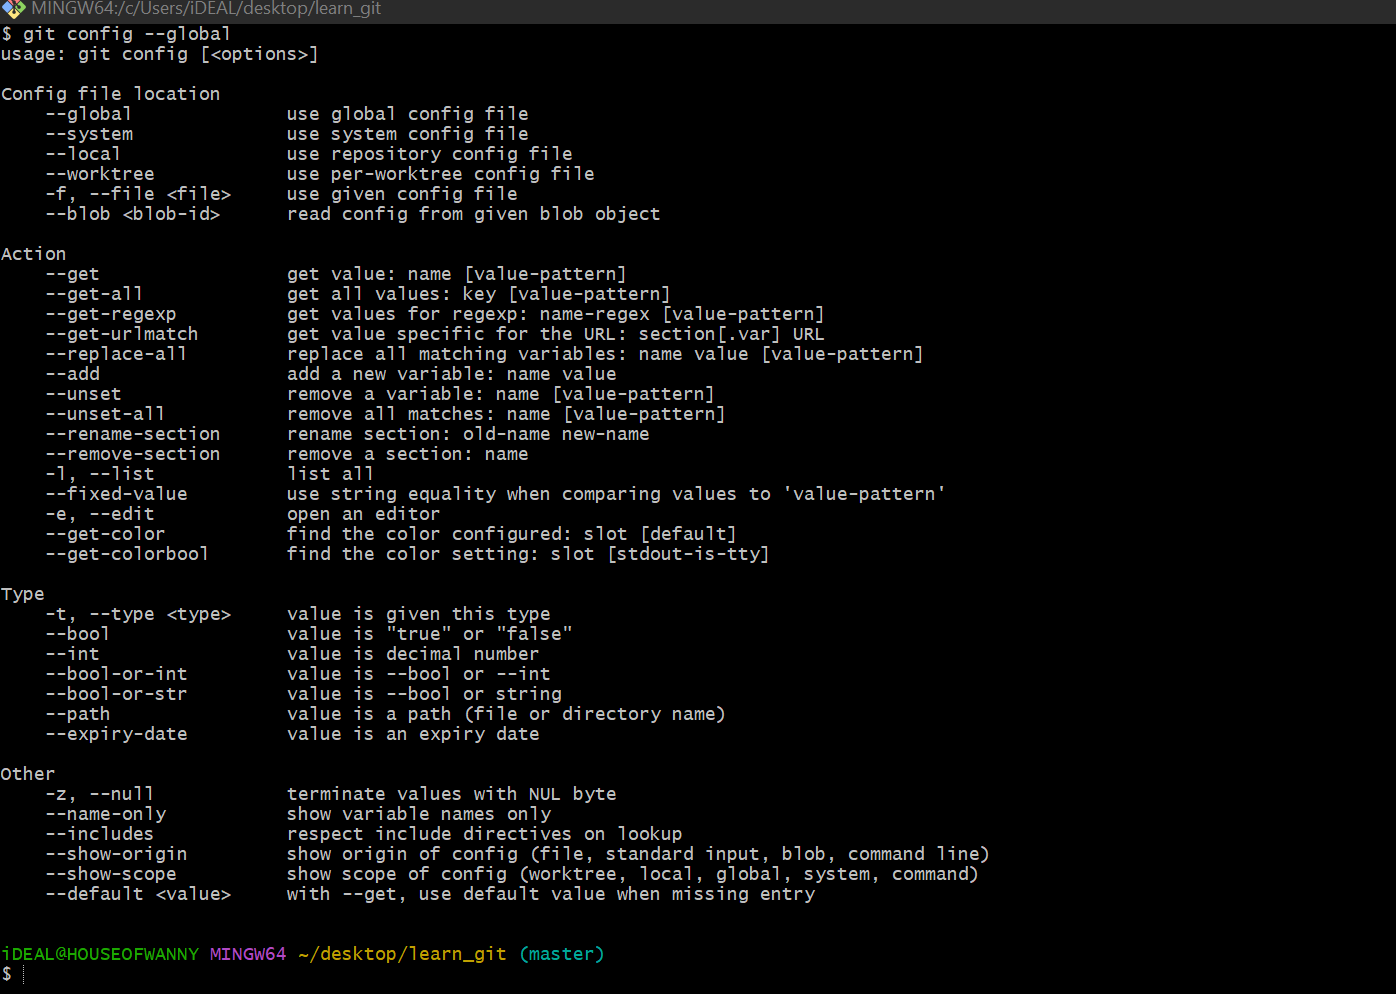 MINGW64:/c/Users/iDEAL/desktop/learn_git
$ git config --global
usage: git config [<options>]
Config file location
--global use global config file
--system use system config file
--local use repository config file
--worktree use per-worktree config file
-f, --file <file> use given config file
--blob <blob-id> read config from given blob object
Action
--get get value: name [value-pattern]
--get-all get all values: key [value-pattern]
--get-regexp get values for regexp: name-regex [value-pattern]
--get-urlmatch get value specific for the URL: section[.var] URL
--replace-all replace all matching variables: name value [value-pattern]
--add add a new variable: name value
--unset remove a variable: name [value-pattern]
--unset-all remove all matches: name [value-pattern]
--rename-section rename section: old-name new-name
--remove-section remove a section: name
-l, --list list all
--fixed-value use string equality when comparing values to 'value-pattern'
-e, --edit open an editor
--get-color find the color configured: slot [default]
--get-colorbool find the color setting: slot [stdout-is-tty]
Type
-t, --type <type> value is given this type
--bool value is "true" or "false"
--int value is decimal number
--bool-or-int value is --bool or --int
--bool-or-str value is --bool or string
--path value is a path (file or directory name)
--expiry-date value is an expiry date
Other
-z, --null terminate values with NUL byte
--name-only show variable names only
--includes respect include directives on lookup
--show-origin show origin of config (file, standard input, blob, command line)
--show-scope show scope of config (worktree, local, global, system, command)
--default <value> with --get, use default value when missing entry
iDEAL@HOUSEOFWANNY MINGW64 ~/desktop/learn_git (master)
$